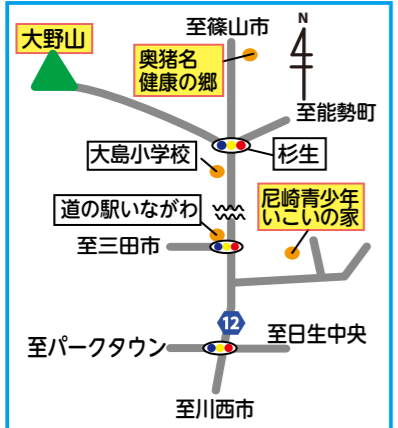 至篠山市
N
大野山
奥猪名
健康の郷
至能勢町
大島小学校
杉生
道の駅いながわ
尼崎青少年
いこいの家
至三田市
12
至パークタウン
至日生中央
至川西市